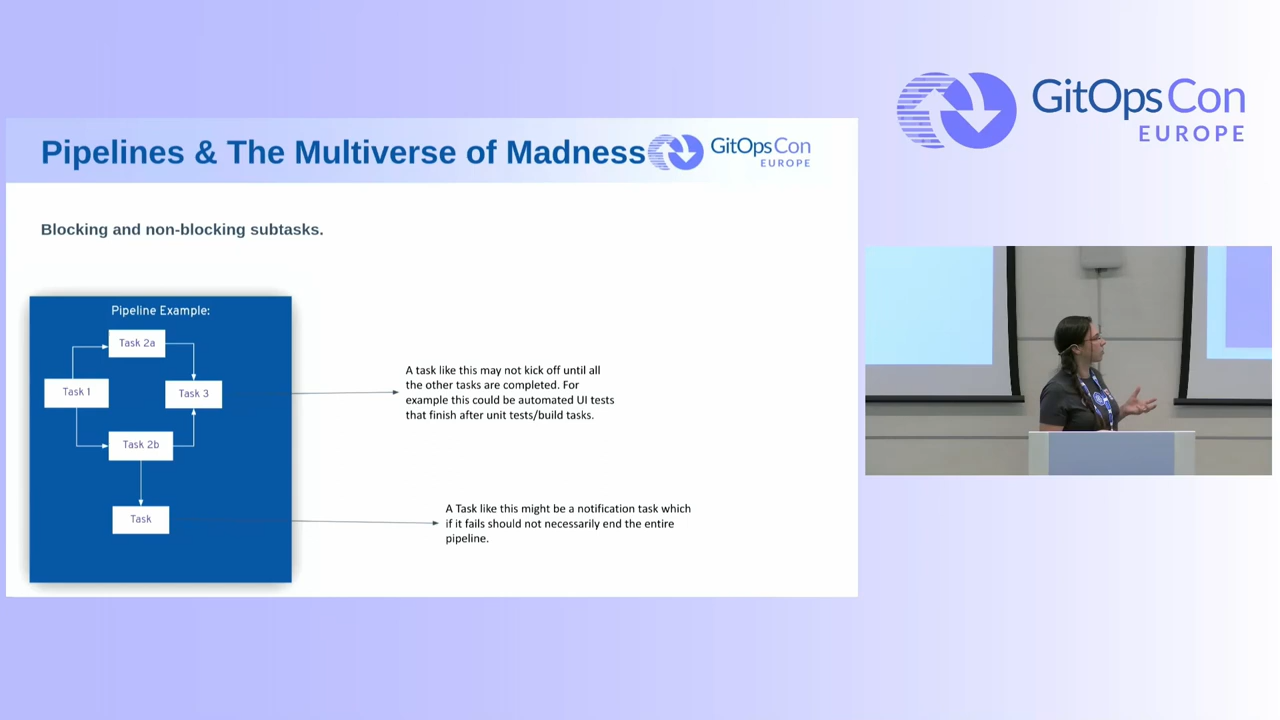 GitOpsCon
EUROPE
Pipelines & The Multiverse of Madness
GitOpsCon
EUROPE
Blocking and non-blocking subtasks.
Pipeline Example:
Task 2a
Task 1
Task 3
Task 2b
Task
A task like this may not kick off until all
the other tasks are completed. For
example this could be automated UI tests
that finish after unit tests/build tasks.
A Task like this might be a notification task which
if it fails should not necessarily end the entire
pipeline.